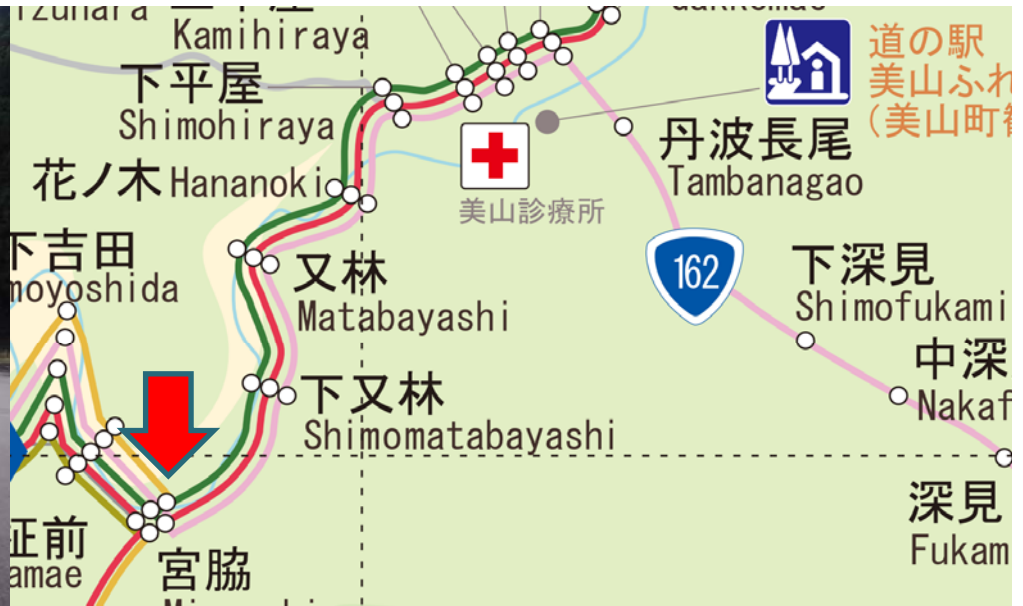 Kamihiraya
下平屋
Shimohiraya
花ノ木 Hananoki
道の駅
美山ふれ
(美山町
丹波長尾
Tambanagao
美山診療所
下吉田
moyoshida
又林
Matabayashi
162
下深見
Shimofukami
中深
Nakaf
下又林
Shimomatabayashi
深見
Fukam
前
amae
宮脇